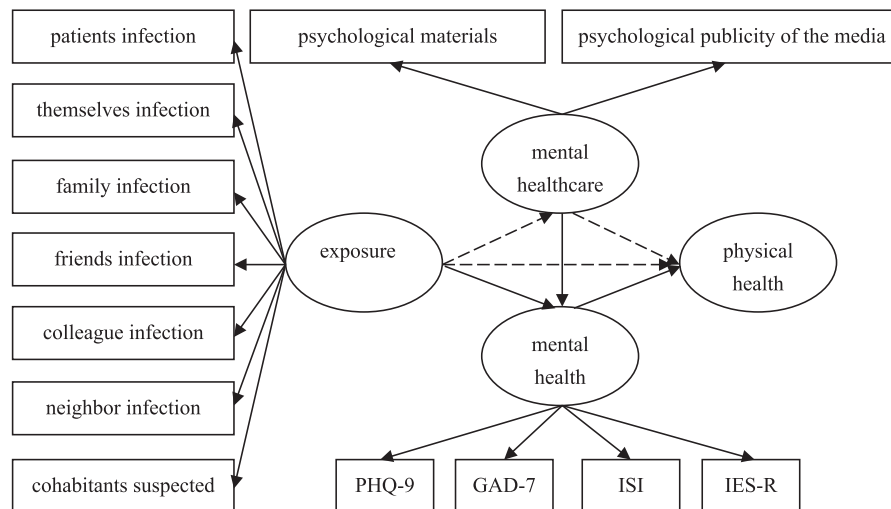 patients infection
psychological materials
psychological publicity of the media
themselves infection
mental
healthcare
family infection
exposure
friends infection
physical
health
colleague infection
mental
health
neighbor infection
cohabitants suspected
PHQ-9
GAD-7
ISI
IES-R